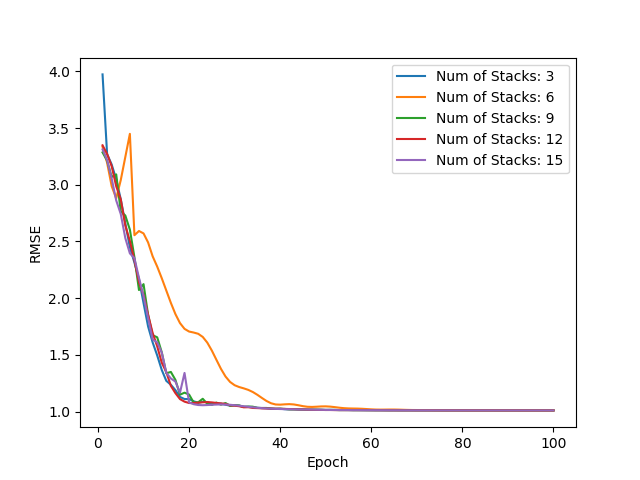 4.0
3.5
3.0
2.5
2.0
1.5
1.0
RMSE
0
20
40
60
80
100
Epoch
Num of Stacks: 3
Num of Stacks: 6
Num of Stacks: 9
Num of Stacks: 12
Num of Stacks: 15